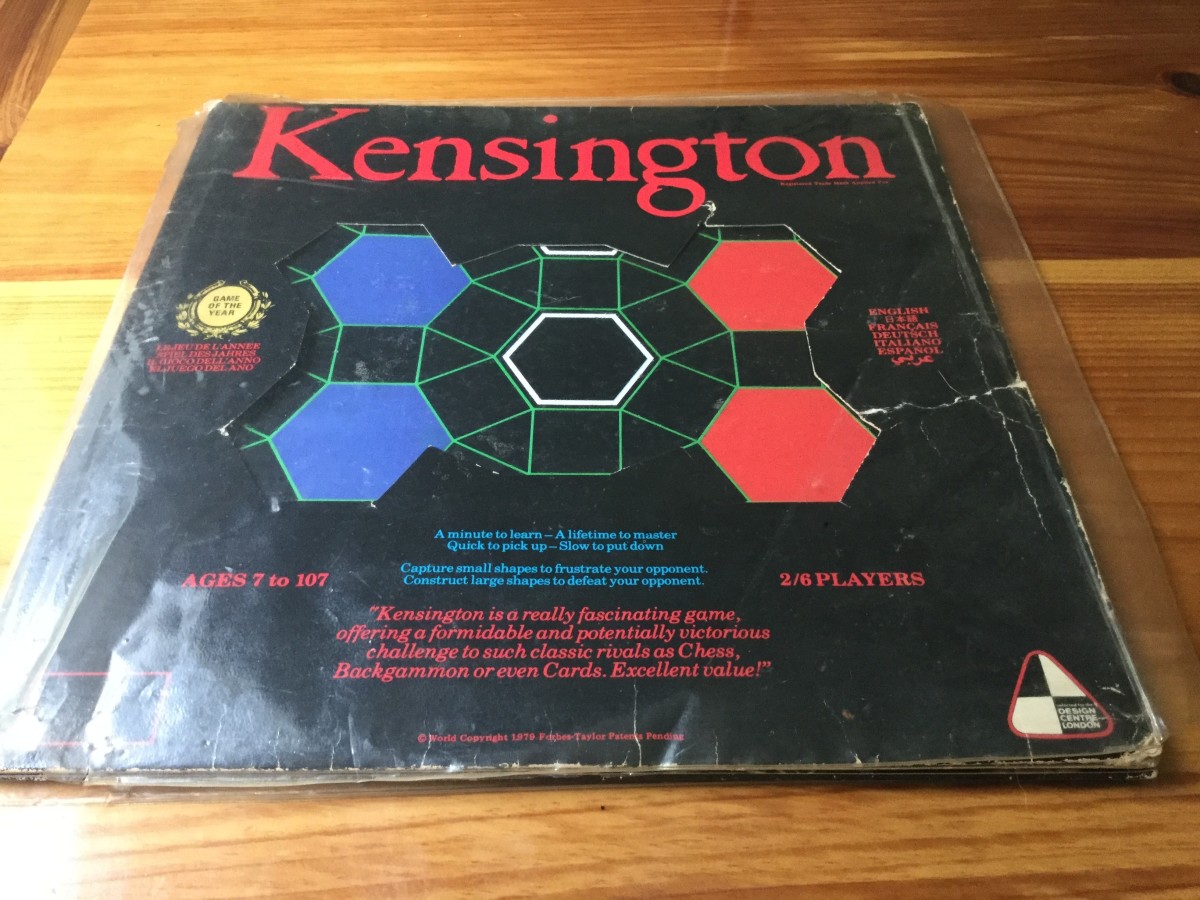 Kensington
GAME
OF THE
YEAR
LE JEU DE L'ANNEE
SPIEL DES JAHRES
IL GIOCO DELL'ANNO
EL JUEGO DEL ANO
ENGLISH
日本語
FRANÇAIS
DEUTSCH
ITALIANO
ESPAÑOL
عربي
A minute to learn – A lifetime to master
Quick to pick up – Slow to put down
Capture small shapes to frustrate your opponent.
Construct large shapes to defeat your opponent.
AGES 7 to 107
2/6 PLAYERS
"Kensington is a really fascinating game,
offering a formidable and potentially victorious
challenge to such classic rivals as Chess,
Backgammon or even Cards. Excellent value!"
© World Copyright 1979 Forbes-Taylor Patents Pending
selected for the
DESIGN
CENTRE
LONDON